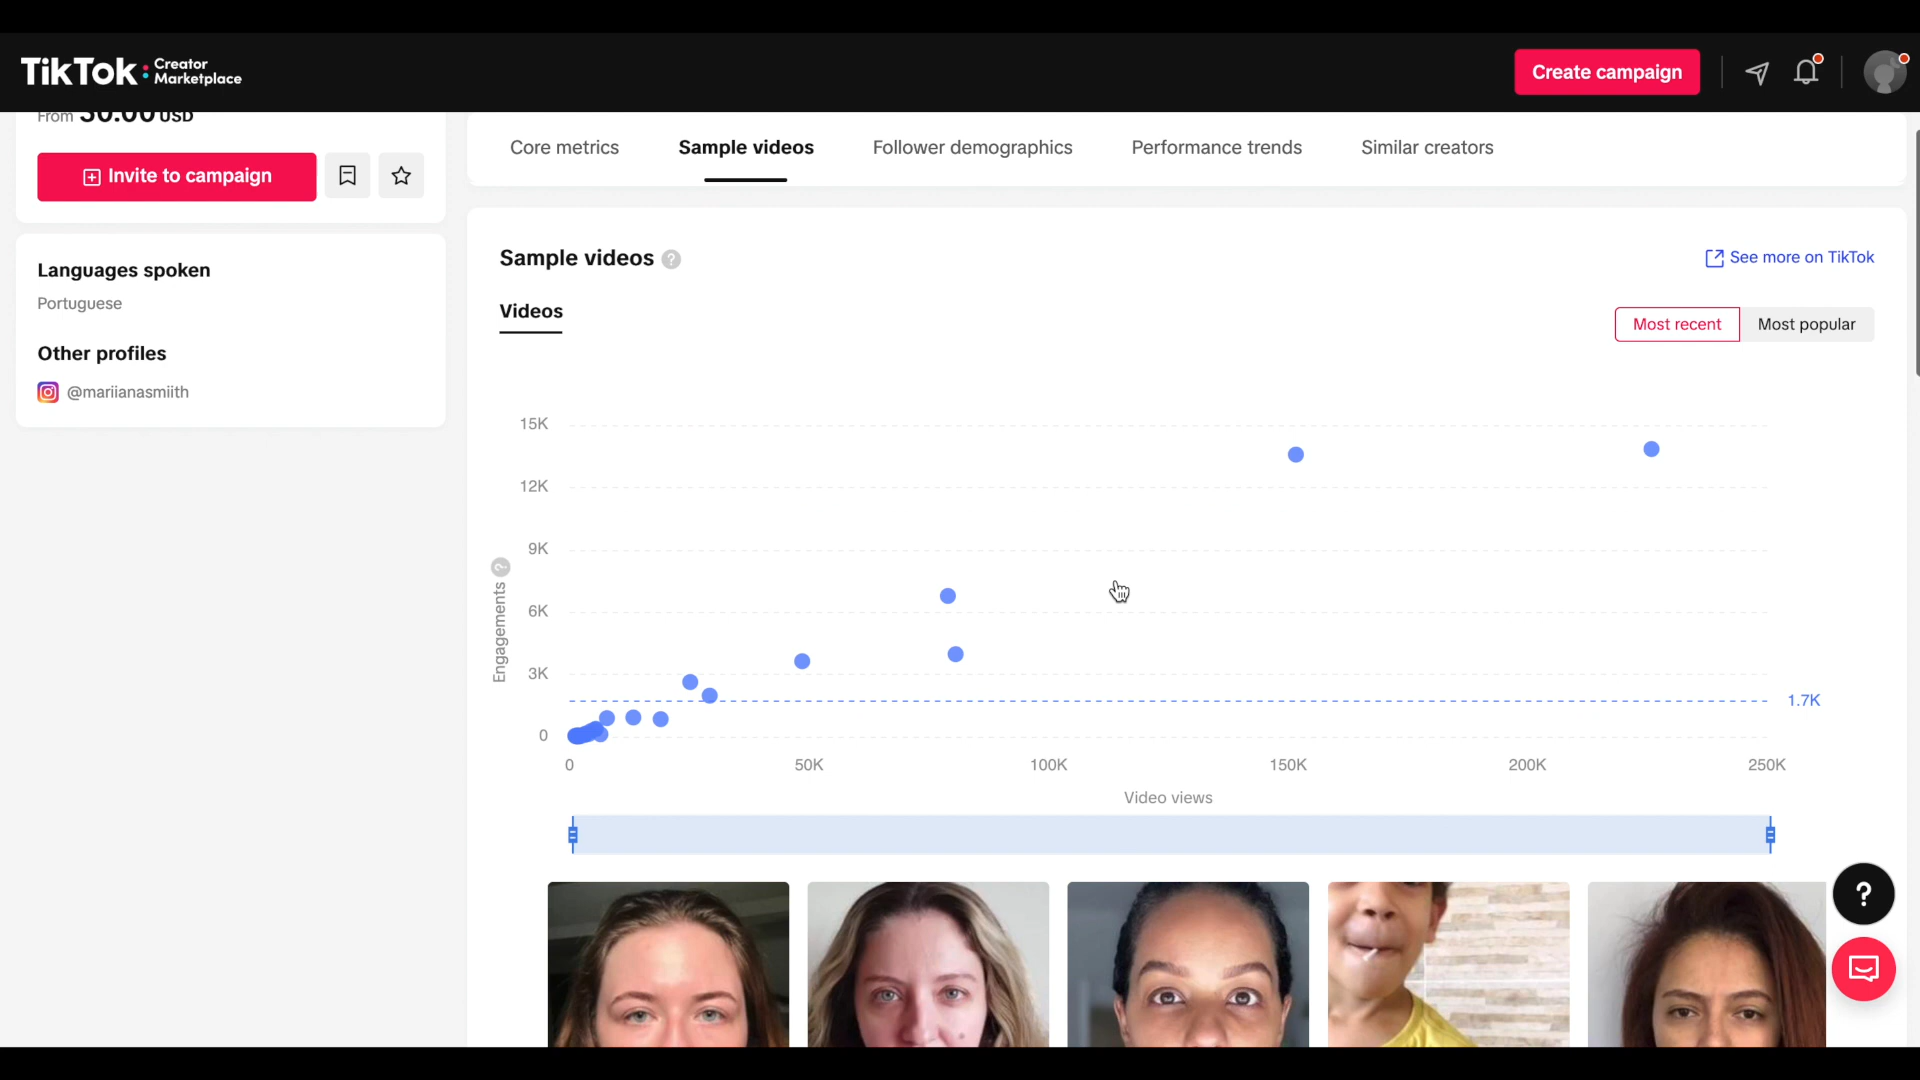 TikTok: Creator Marketplace
Create campaign
From 30.00 USD
Invite to campaign
Languages spoken
Portuguese
Other profiles
@mariianasmiith
Core metrics
Sample videos
Follower demographics
Performance trends
Similar creators
Sample videos ?
See more on TikTok
Videos
Most recent
Most popular
15K
12K
9K
6K
3K
0
Engagements ?
1.7K
0
50K
100K
150K
200K
250K
Video views
?